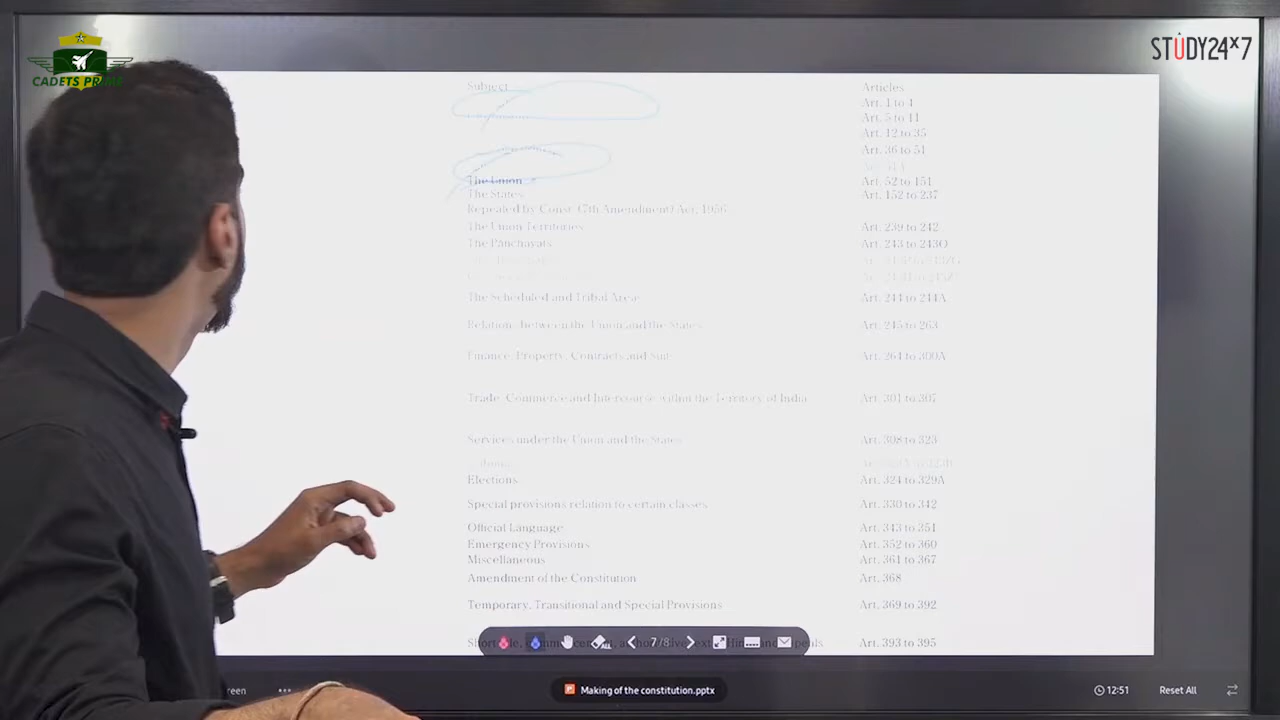 CADETS PRIME
STUDY24x7
Subject Articles
Art. 1 to 4
Art. 5 to 11
Art. 12 to 35
Art. 36 to 51
The Union Art. 52 to 151
The States Art. 152 to 237
Repealed by Const. (7th Amendment) Act, 1956
The Union Territories Art. 239 to 242
The Panchayats Art. 243 to 243O
The Scheduled and Tribal Areas Art. 244 to 244A
Relations between the Union and the States Art. 245 to 263
Finance, Property, Contracts and Suits Art. 264 to 300A
Trade, Commerce and Intercourse within the Territory of India Art. 301 to 307
Services under the Union and the States Art. 308 to 323
Elections Art. 324 to 329A
Special provisions relation to certain classes Art. 330 to 342
Official Language Art. 343 to 351
Emergency Provisions Art. 352 to 360
Miscellaneous Art. 361 to 367
Amendment of the Constitution Art. 368
Temporary, Transitional and Special Provisions Art. 369 to 392
Art. 393 to 395
ALL 7/8
Making of the constitution.pptx
12:51 Reset All